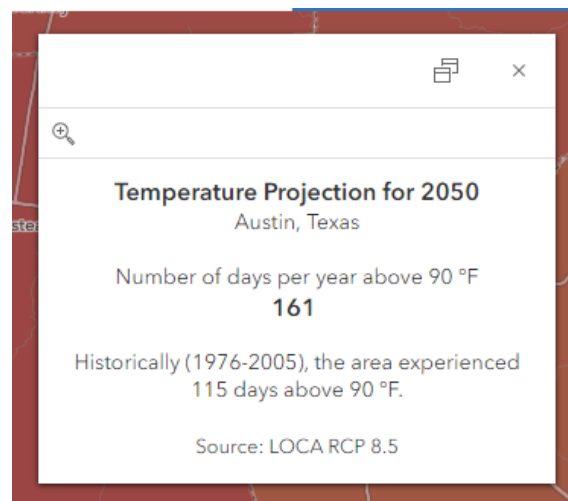 Temperature Projection for 2050
Austin, Texas
Number of days per year above 90 °F
161
Historically (1976-2005), the area experienced
115 days above 90 °F.
Source: LOCA RCP 8.5